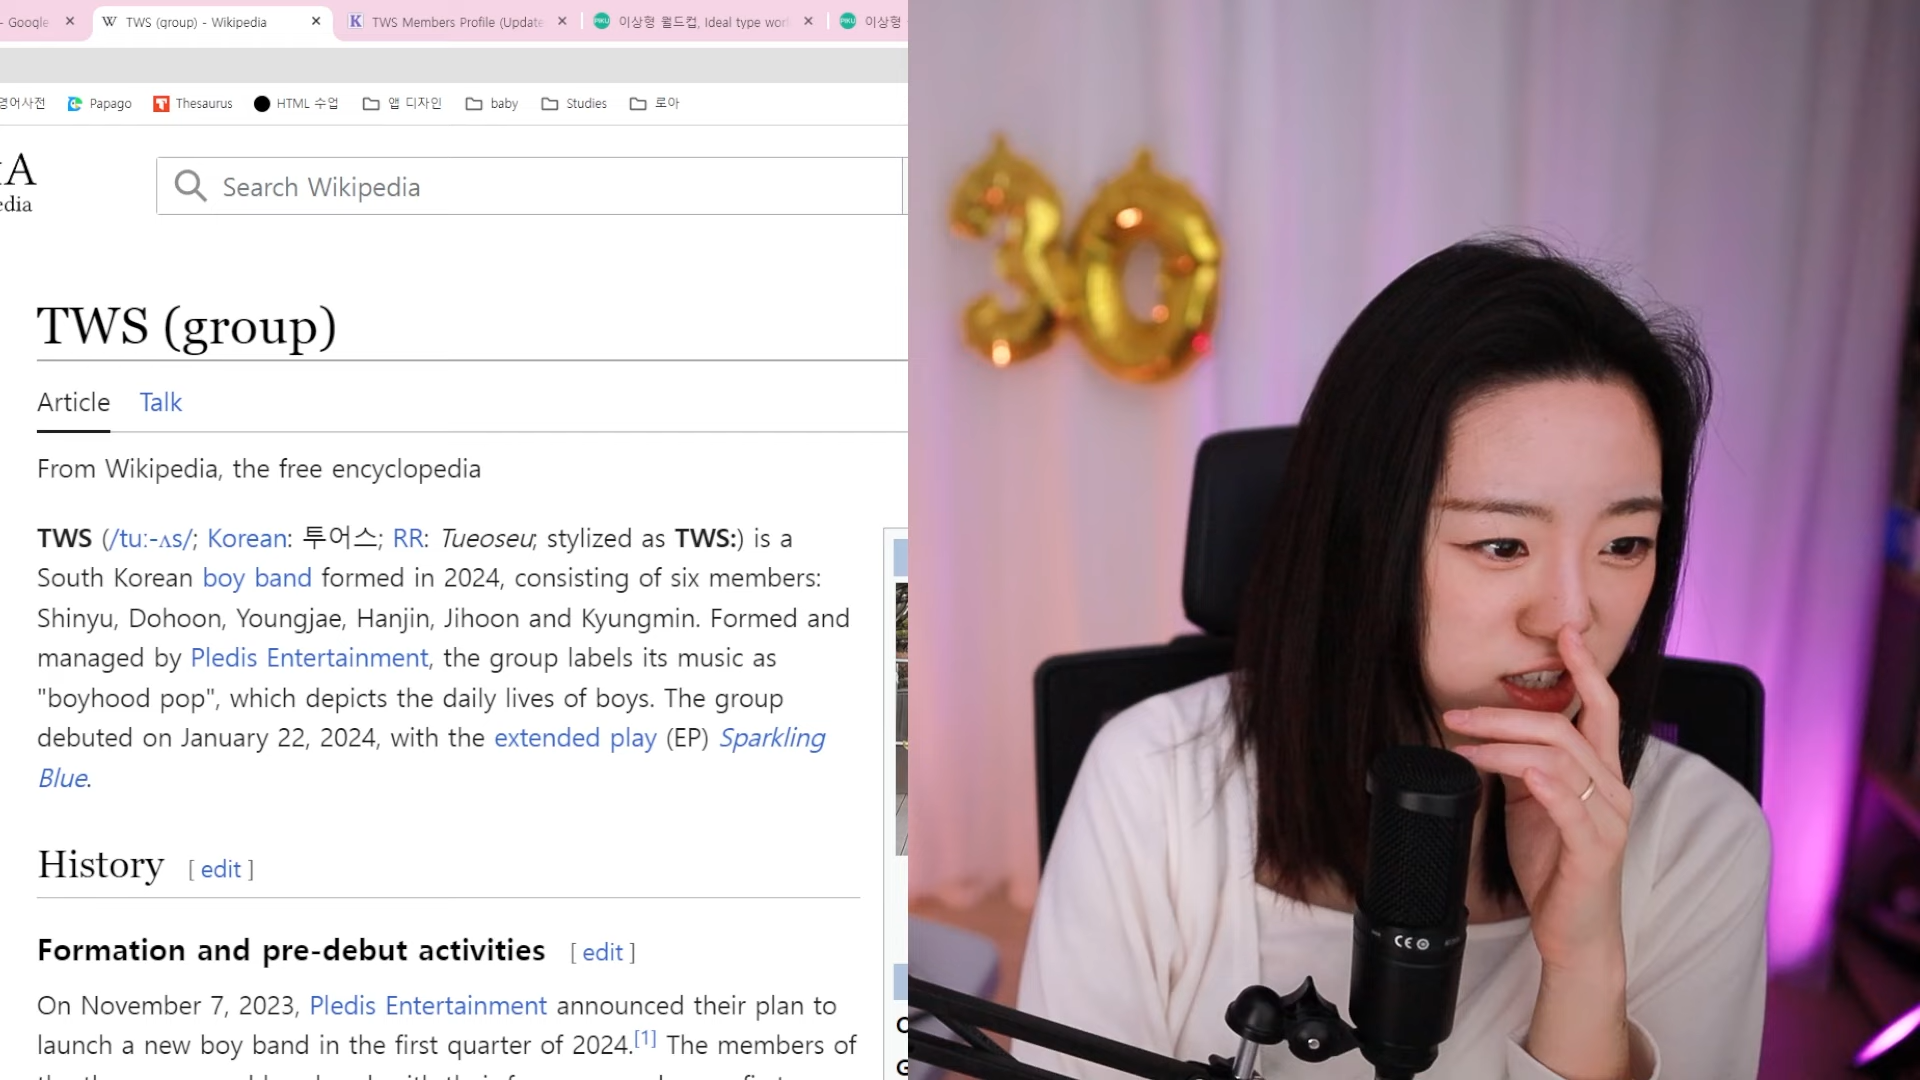 - Google
TWS (group) - Wikipedia
TWS Members Profile (Update
이상형 월드컵, Ideal type wor
이상형
영어사전
Papago
Thesaurus
HTML 수업
앱 디자인
baby
Studies
로아
Search Wikipedia
TWS (group)
Article Talk
From Wikipedia, the free encyclopedia
TWS (/tuː-ʌs/; Korean: 투어스; RR: Tueoseu; stylized as TWS:) is a
South Korean boy band formed in 2024, consisting of six members:
Shinyu, Dohoon, Youngjae, Hanjin, Jihoon and Kyungmin. Formed and
managed by Pledis Entertainment, the group labels its music as
"boyhood pop", which depicts the daily lives of boys. The group
debuted on January 22, 2024, with the extended play (EP) Sparkling
Blue.
History [ edit ]
Formation and pre-debut activities [ edit ]
On November 7, 2023, Pledis Entertainment announced their plan to
launch a new boy band in the first quarter of 2024.[1] The members of
30
CE